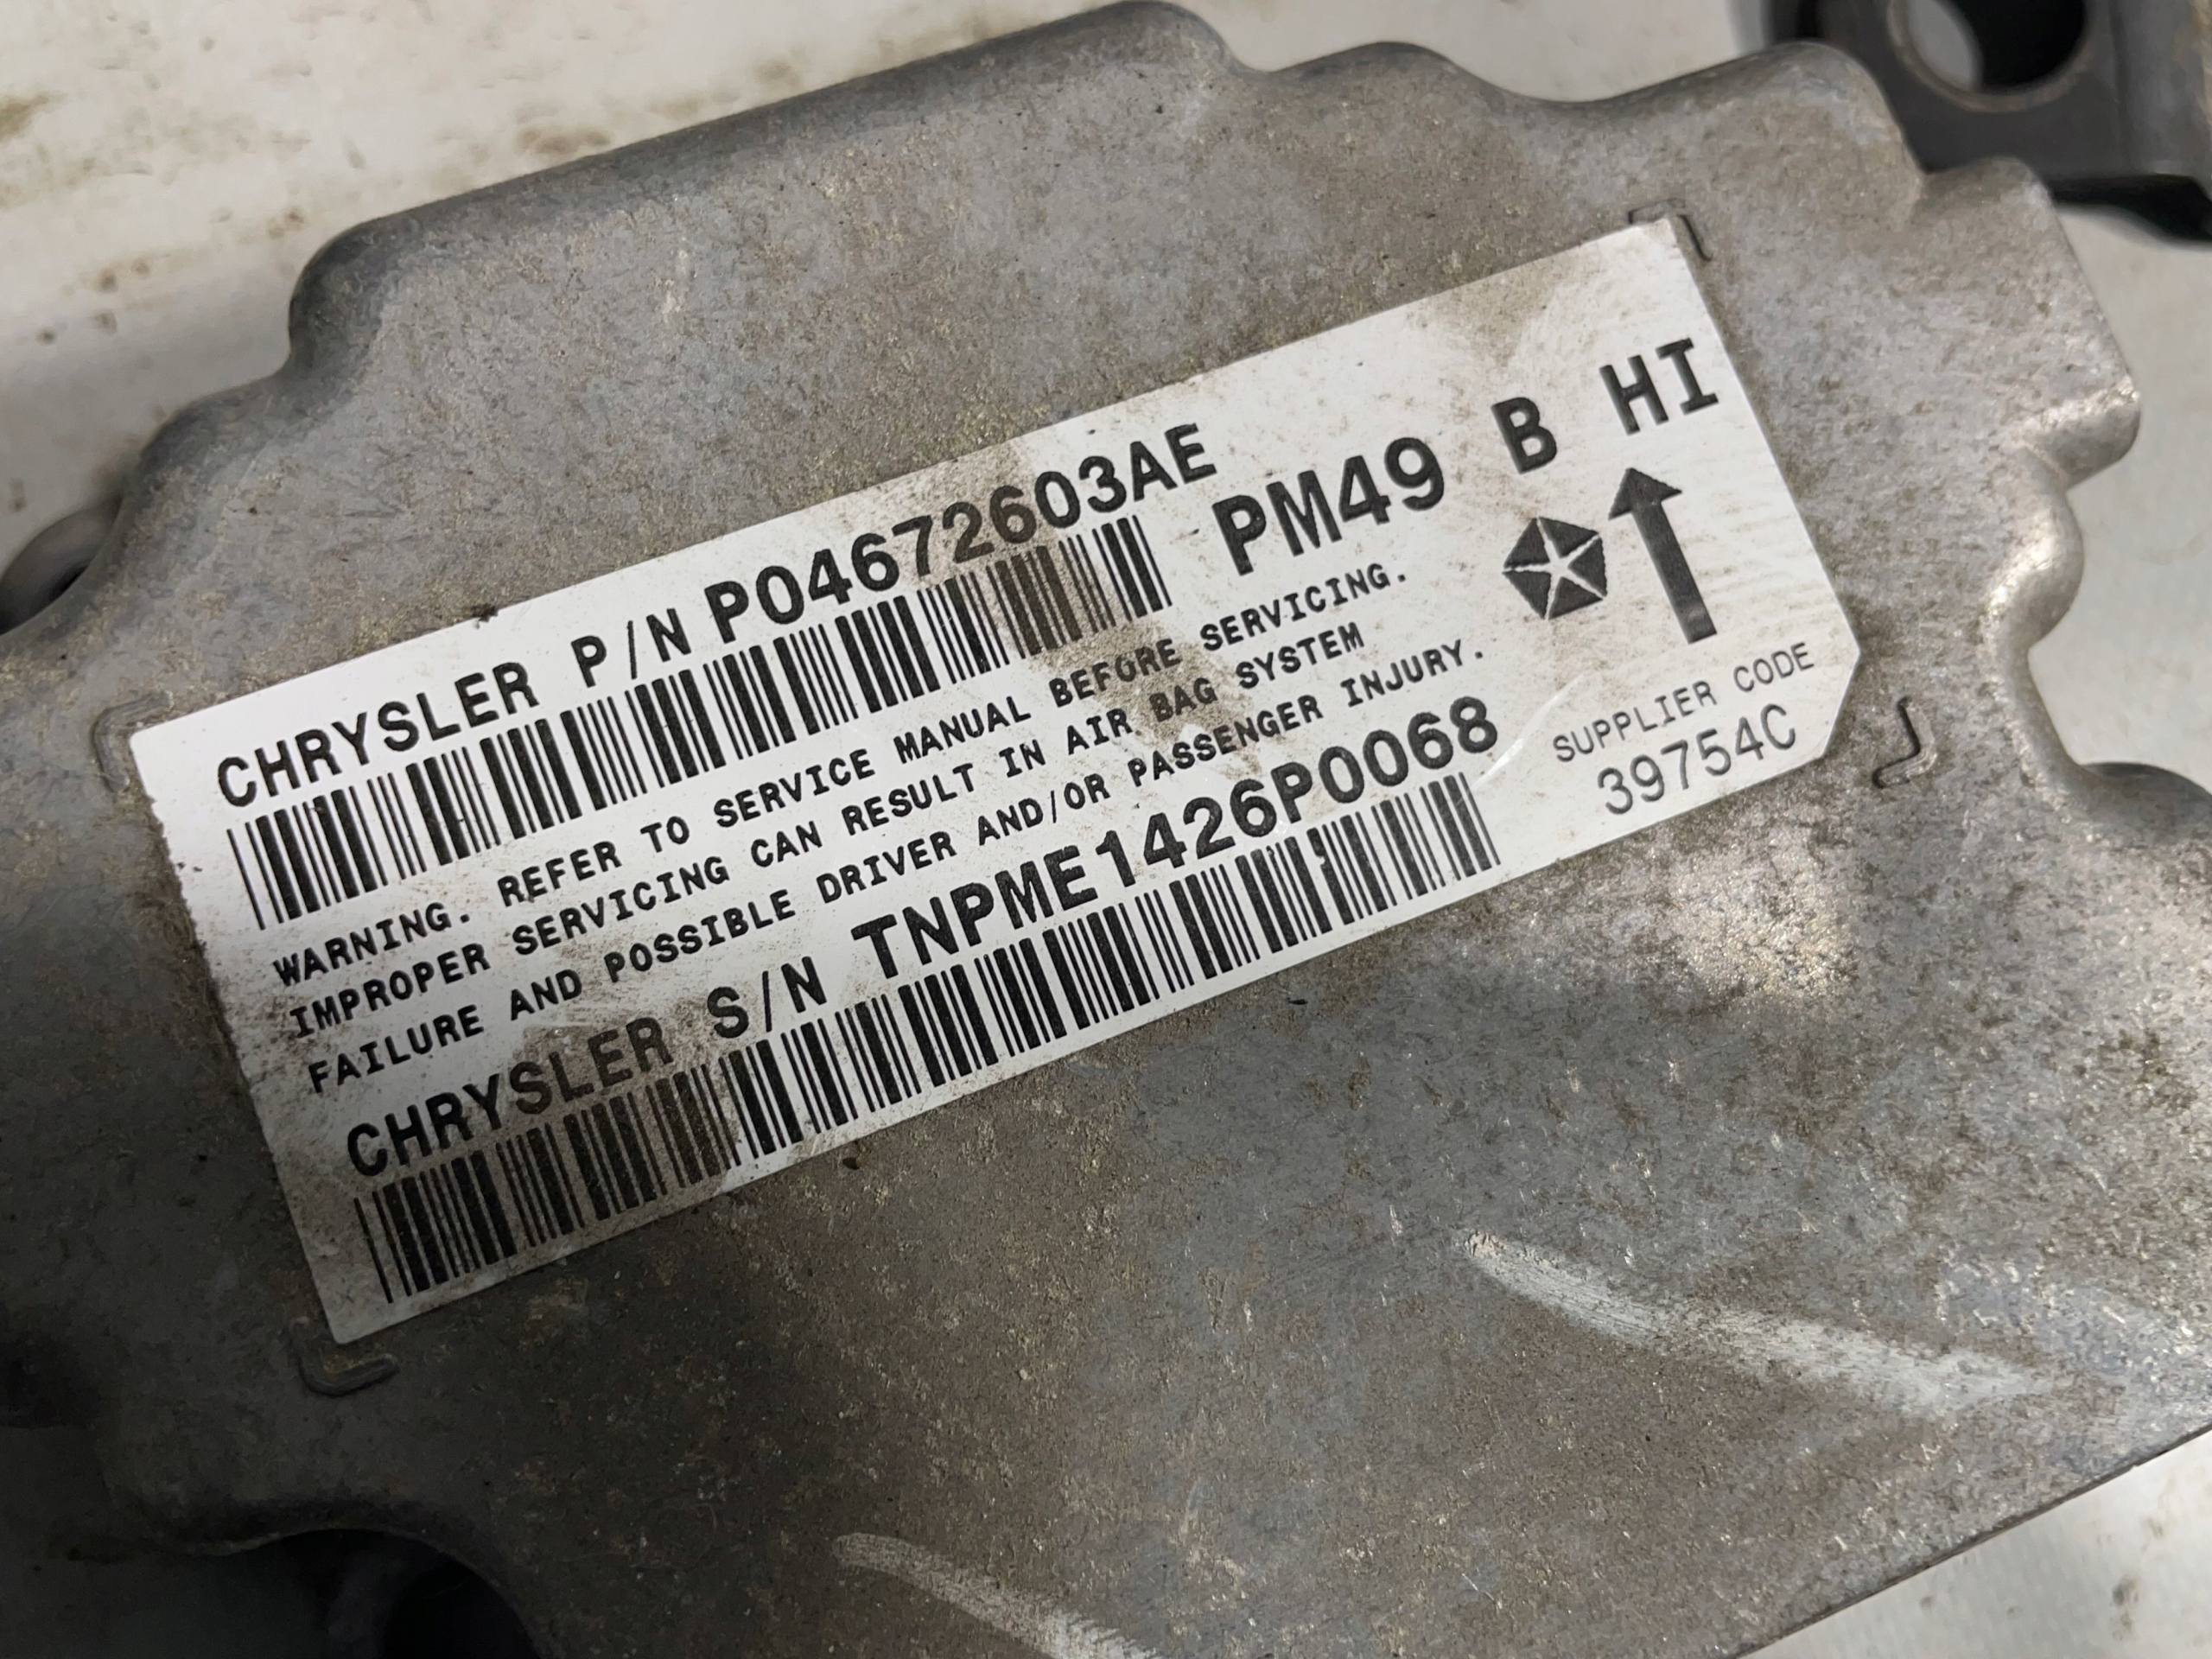 CHRYSLER P/N P04672603AE
PM49 B HI
WARNING. REFER TO SERVICE MANUAL BEFORE SERVICING.
IMPROPER SERVICING CAN RESULT IN AIR BAG SYSTEM
FAILURE AND POSSIBLE DRIVER AND/OR PASSENGER INJURY.
CHRYSLER S/N TNPME1426P0068
SUPPLIER CODE
39754C